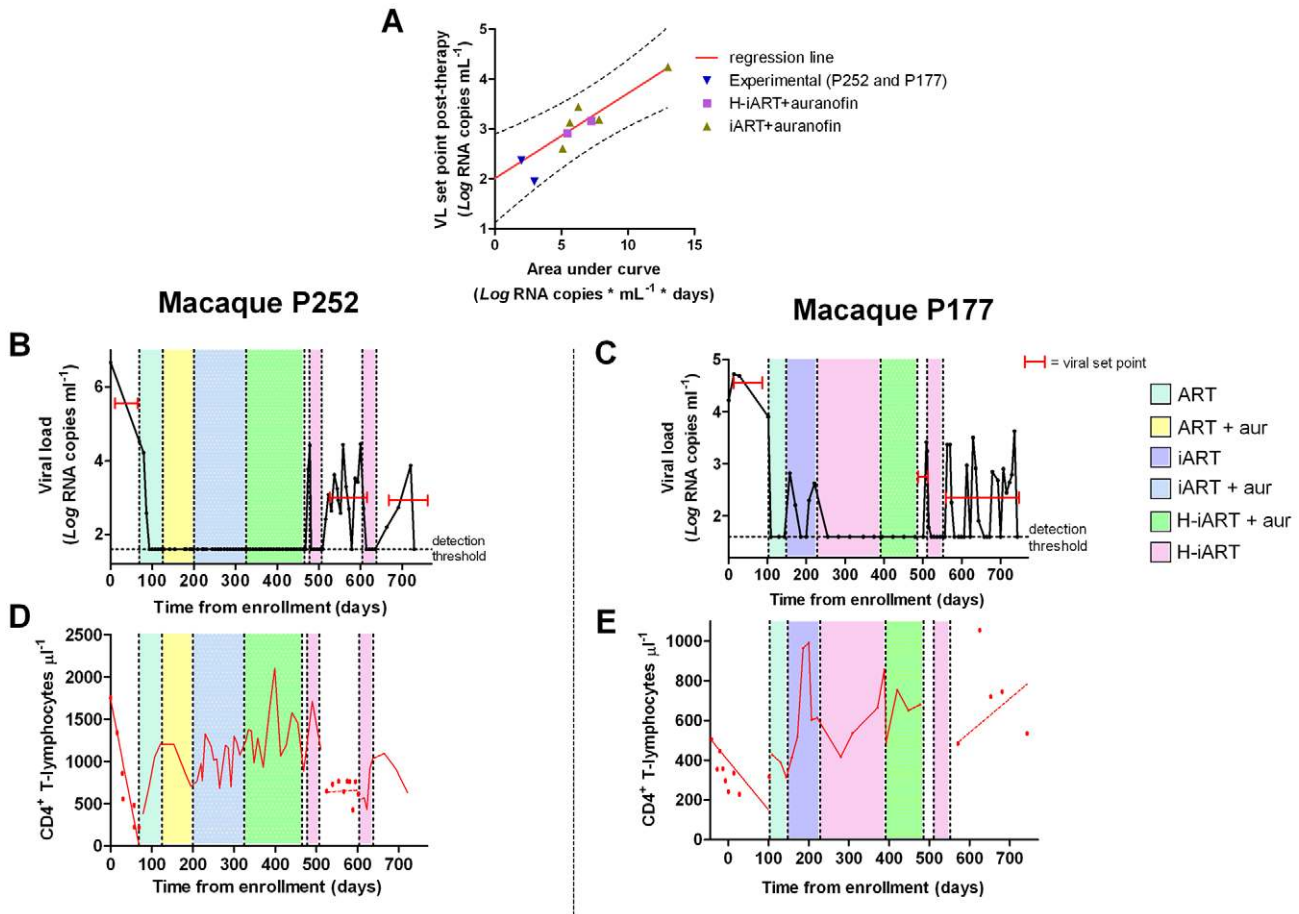 A
VL set point post-therapy
(Log RNA copies mL⁻¹)
5
4
3
2
1
0
5
10
15
Area under curve
(Log RNA copies * mL⁻¹ * days)
regression line
Experimental (P252 and P177)
H-iART+auranofin
iART+auranofin
Macaque P252
Macaque P177
B
Viral load
(Log RNA copies ml⁻¹)
6
4
2
detection
threshold
0 100 200 300 400 500 600 700
Time from enrollment (days)
C
Viral load
(Log RNA copies ml⁻¹)
5
4
3
2
detection
threshold
0 100 200 300 400 500 600 700
Time from enrollment (days)
= viral set point
ART
ART + aur
iART
iART + aur
H-iART + aur
H-iART
D
CD4⁺ T-lymphocytes µl⁻¹
2500
2000
1500
1000
500
0
0 100 200 300 400 500 600 700
Time from enrollment (days)
E
CD4⁺ T-lymphocytes µl⁻¹
1000
800
600
400
200
0
0 100 200 300 400 500 600 700
Time from enrollment (days)